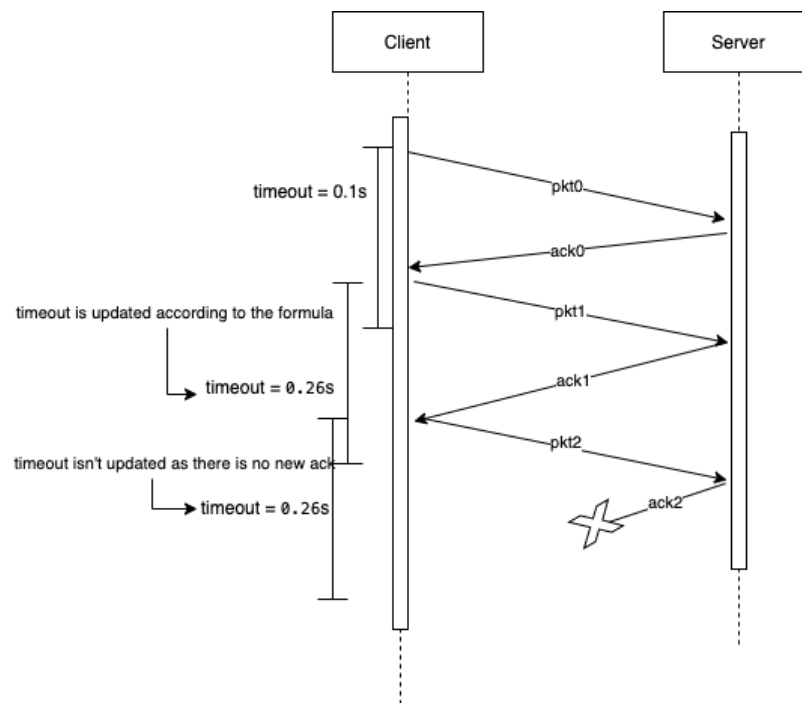 Client
Server
pkt0
timeout = 0.1s
ack0
timeout is updated according to the formula
pkt1
timeout = 0.26s
ack1
pkt2
timeout isn't updated as there is no new ack
timeout = 0.26s
ack2